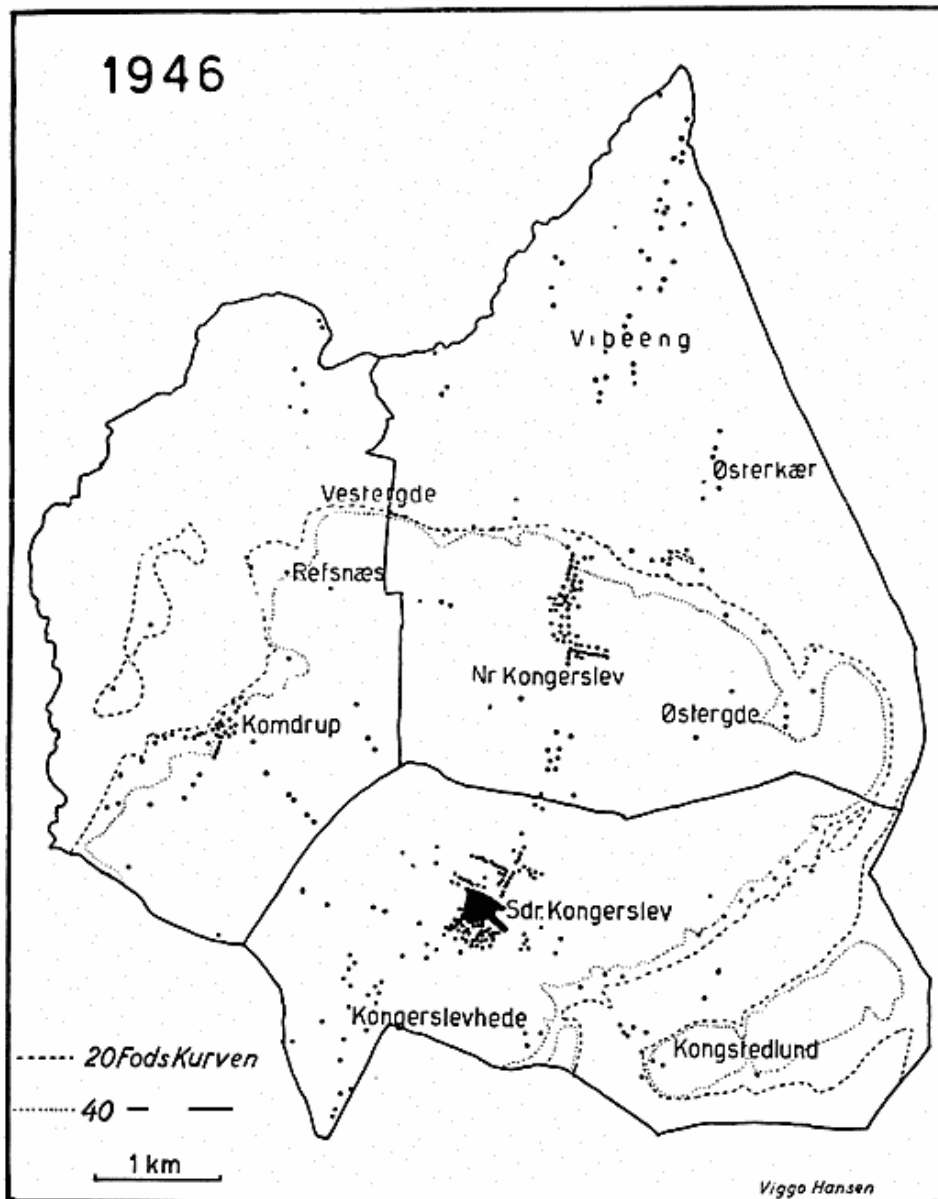 1946
Vibeeng
Østerkær
Vestergde
Refsnæs
Nr Kongerslev
Østergde
Komdrup
Sdr. Kongerslev
Kongerslevhede
Kongstedlund
20 Fods Kurven
40 — —
1 km
Viggo Hansen